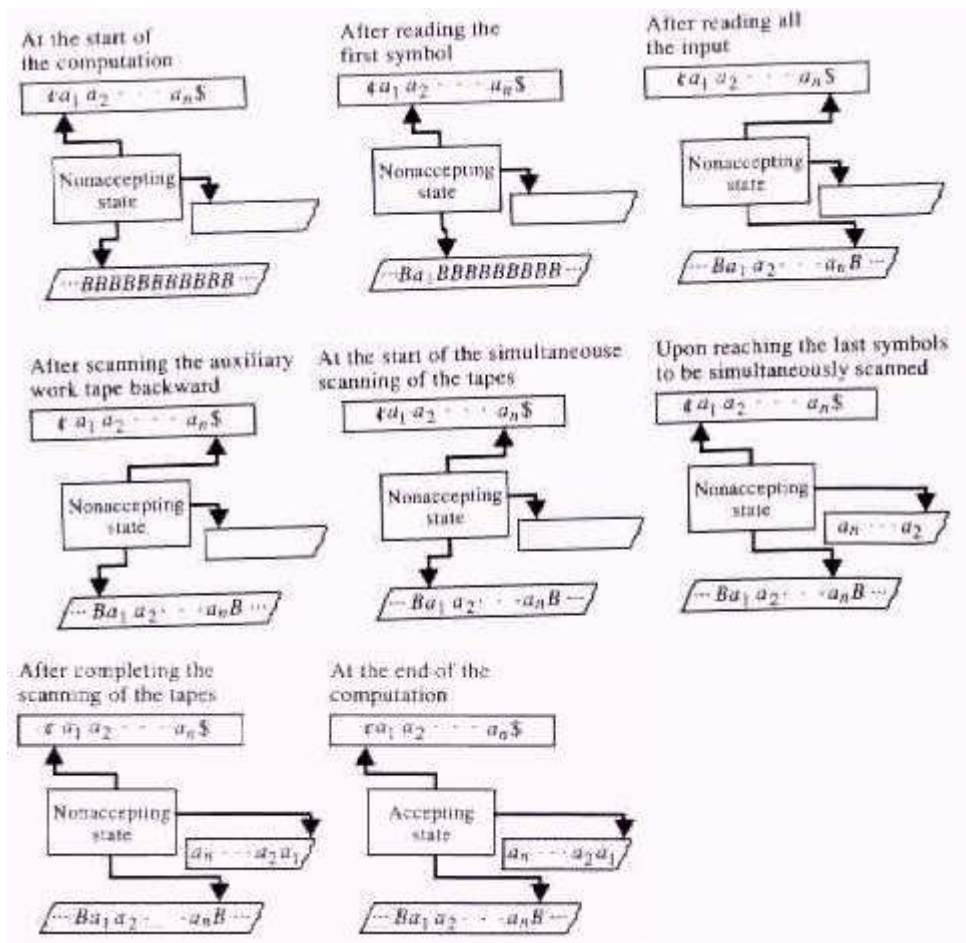 At the start of
the computation
¢a₁ a₂ · · · aₙ$
Nonaccepting
state
···BBBBBBBBBBB···
After reading the
first symbol
¢a₁ a₂ · · · aₙ$
Nonaccepting
state
···Ba₁BBBBBBBBB···
After reading all
the input
¢a₁ a₂ · · · aₙ$
Nonaccepting
state
···Ba₁ a₂· · ·aₙB···
After scanning the auxiliary
work tape backward
¢ a₁ a₂ · · · aₙ$
Nonaccepting
state
··· Ba₁ a₂· · ·aₙB ···
At the start of the simultaneouse
scanning of the tapes
¢a₁ a₂ · · · aₙ$
Nonaccepting
state
··· Ba₁ a₂· · ·aₙB ···
Upon reaching the last symbols
to be simultaneously scanned
¢a₁ a₂ · · · aₙ$
Nonaccepting
state
aₙ · · · a₂
···Ba₁ a₂· · ·aₙB ···
After completing the
scanning of the tapes
¢ a₁ a₂ · · · aₙ$
Nonaccepting
state
aₙ· · ·a₂a₁
···Ba₁ a₂ · · ·aₙB ···
At the end of the
computation
¢a₁ a₂ · · · aₙ$
Accepting
state
aₙ· · ·a₂a₁
···Ba₁ a₂ · · ·aₙB ···